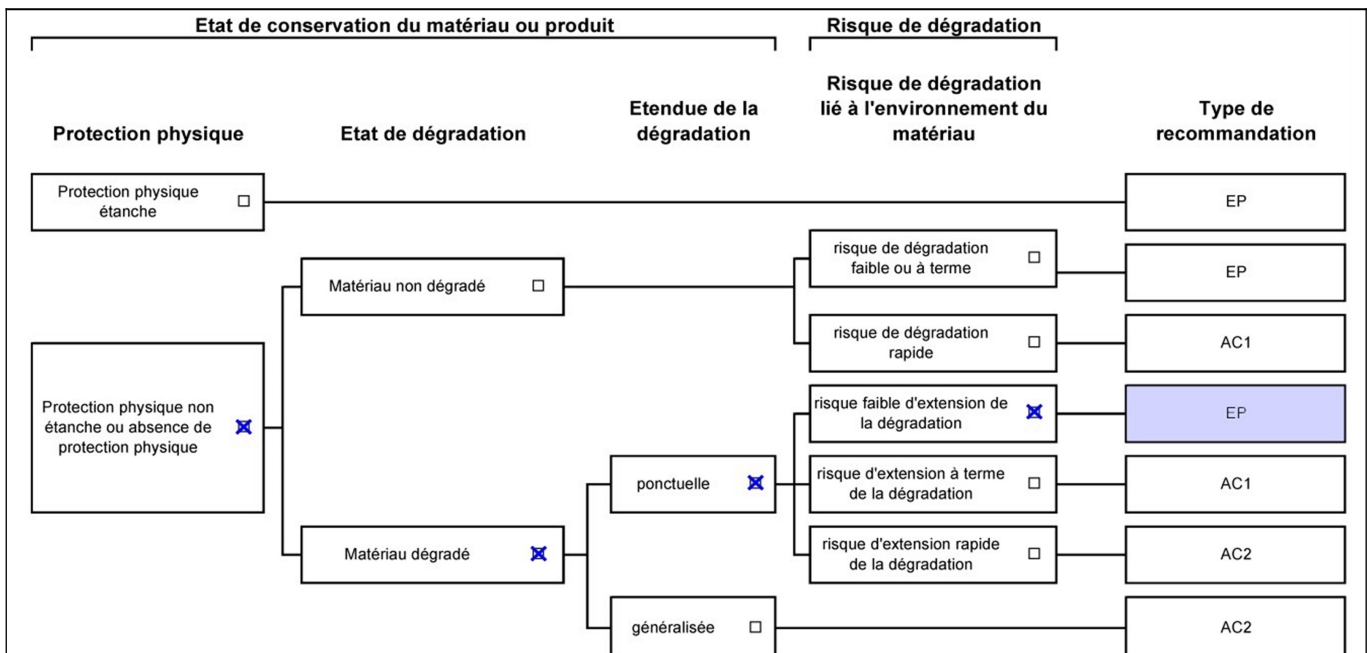 Etat de conservation du matériau ou produit
Risque de dégradation
Protection physique
Etat de dégradation
Etendue de la
dégradation
Risque de dégradation
lié à l'environnement du
matériau
Type de
recommandation
Protection physique
étanche
EP
risque de dégradation
faible ou à terme
EP
Matériau non dégradé
risque de dégradation
rapide
AC1
Protection physique non
étanche ou absence de
protection physique
risque faible d'extension de
la dégradation
EP
ponctuelle
risque d'extension à terme
de la dégradation
AC1
Matériau dégradé
risque d'extension rapide
de la dégradation
AC2
généralisée
AC2